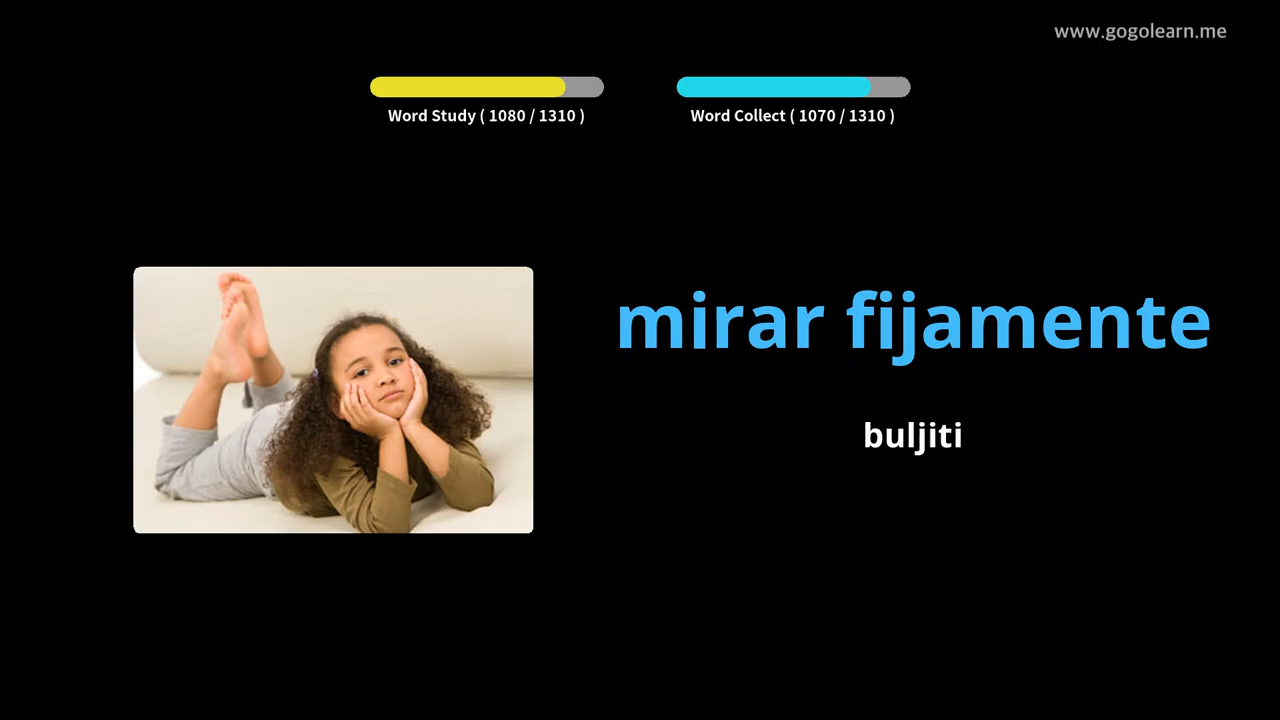 www.gogolearn.me
Word Study ( 1080 / 1310 )
Word Collect ( 1070 / 1310 )
mirar fijamente
buljiti